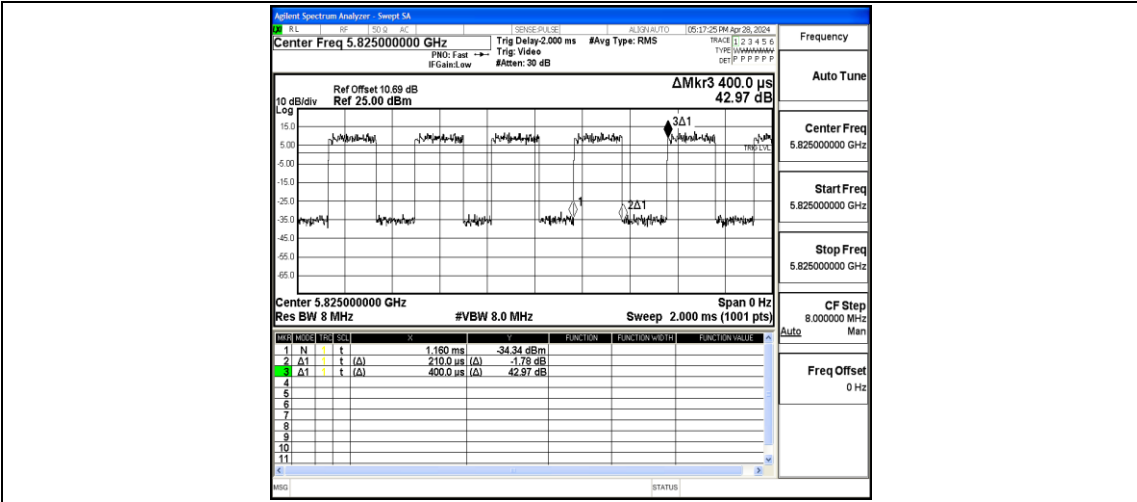 Agilent Spectrum Analyzer - Swept SA
RL RF 50 Ω AC SENSE:PULSE ALIGN AUTO 05:17:25 PM Apr 28, 2024
Center Freq 5.825000000 GHz
PNO: Fast
IFGain:Low
Trig Delay-2.000 ms
Trig: Video
#Atten: 30 dB
#Avg Type: RMS
TRACE 1 2 3 4 5 6
TYPE
DET P P P P P P
Ref Offset 10.69 dB
10 dB/div Ref 25.00 dBm
ΔMkr3 400.0 µs
42.97 dB
Log
15.0
5.00
-5.00
-15.0
-25.0
-35.0
-45.0
-55.0
-65.0
3Δ1
TRIG LVL
1
2Δ1
Center 5.825000000 GHz Span 0 Hz
Res BW 8 MHz #VBW 8.0 MHz Sweep 2.000 ms (1001 pts)
MKR MODE TRC SCL X Y FUNCTION FUNCTION WIDTH FUNCTION VALUE
1 N 1 t 1.160 ms -34.34 dBm
2 Δ1 1 t (Δ) 210.0 µs (Δ) -1.78 dB
3 Δ1 1 t (Δ) 400.0 µs (Δ) 42.97 dB
4
5
6
7
8
9
10
11
MSG STATUS
Frequency
Auto Tune
Center Freq
5.825000000 GHz
Start Freq
5.825000000 GHz
Stop Freq
5.825000000 GHz
CF Step
8.000000 MHz
Auto Man
Freq Offset
0 Hz